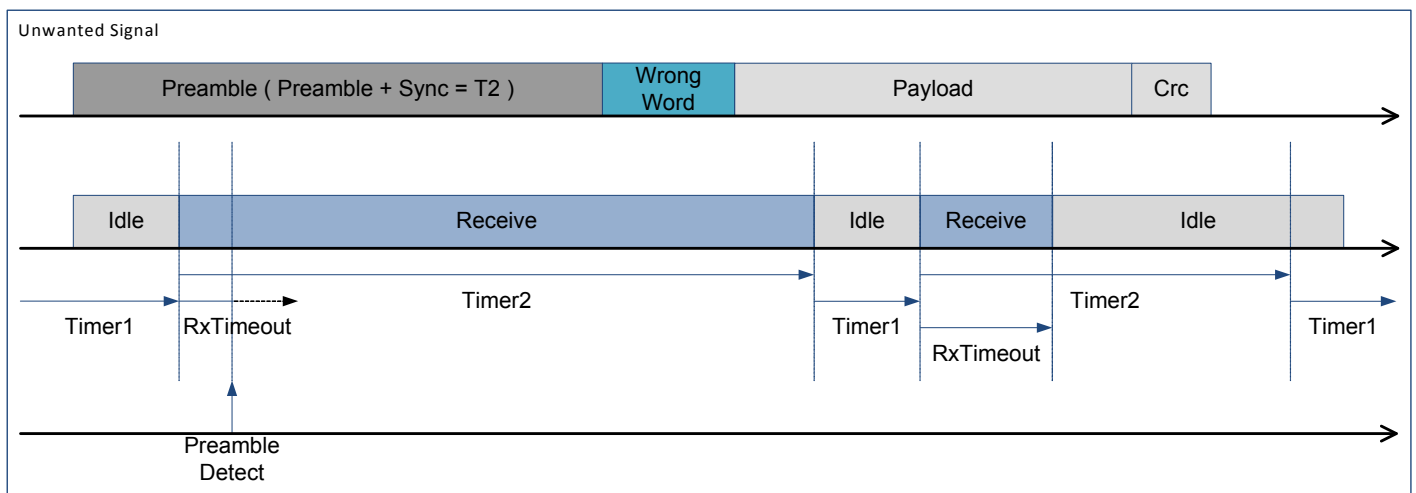 Unwanted Signal
Preamble ( Preamble + Sync = T2 )
Wrong
Word
Payload
Crc
Idle
Receive
Idle
Receive
Idle
Timer2
Timer2
Timer1
RxTimeout
Timer1
Timer1
RxTimeout
Preamble
Detect